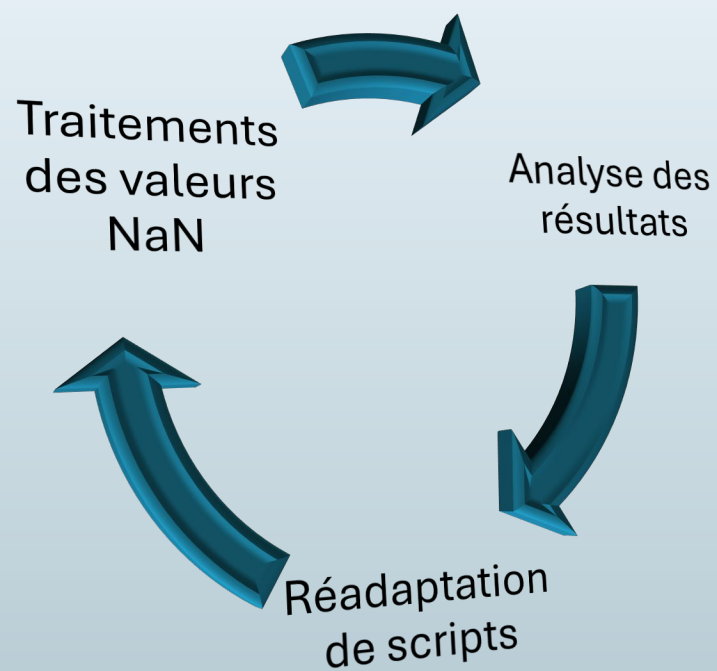 Traitements
des valeurs
NaN
Analyse des
résultats
Réadaptation
de scripts